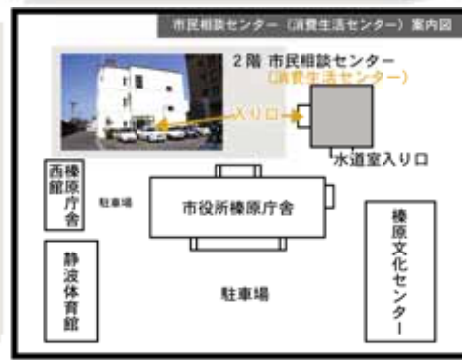 市民相談センター（消費生活センター）案内図
2階 市民相談センター
（消費生活センター）
入り口
水道室入り口
榛原庁舎
西館
駐車場
市役所榛原庁舎
静波体育館
駐車場
榛原文化センター